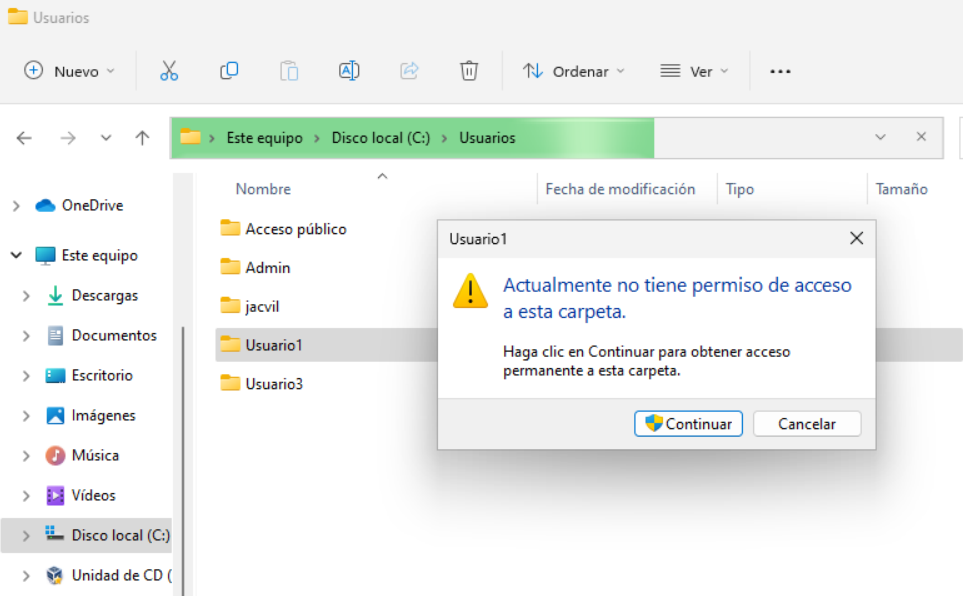 Usuarios
Nuevo
Ordenar
Ver
Este equipo > Disco local (C:) > Usuarios
Nombre
Fecha de modificación
Tipo
Tamaño
OneDrive
Este equipo
Descargas
Documentos
Escritorio
Imágenes
Música
Vídeos
Disco local (C:)
Unidad de CD (
Acceso público
Admin
jacvil
Usuario1
Usuario3
Usuario1
Actualmente no tiene permiso de acceso
a esta carpeta.
Haga clic en Continuar para obtener acceso
permanente a esta carpeta.
Continuar
Cancelar